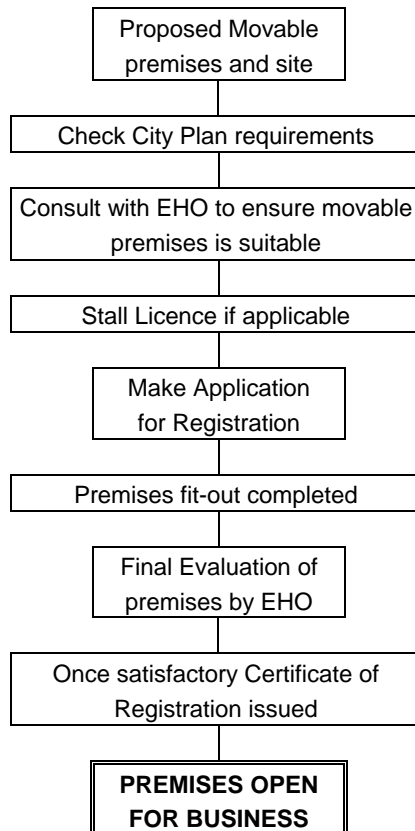 Proposed Movable
premises and site
Check City Plan requirements
Consult with EHO to ensure movable
premises is suitable
Stall Licence if applicable
Make Application
for Registration
Premises fit-out completed
Final Evaluation of
premises by EHO
Once satisfactory Certificate of
Registration issued
PREMISES OPEN
FOR BUSINESS